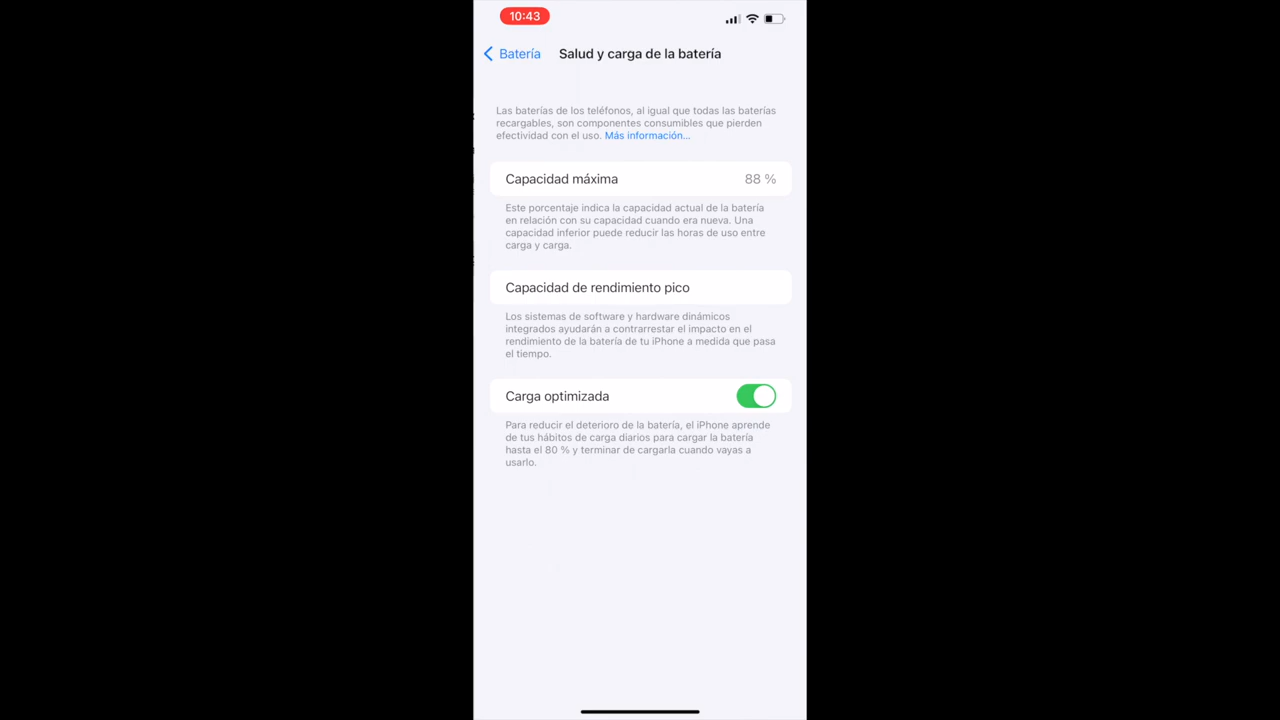 10:43
Batería
Salud y carga de la batería
Las baterías de los teléfonos, al igual que todas las baterías
recargables, son componentes consumibles que pierden
efectividad con el uso. Más información...
Capacidad máxima 88 %
Este porcentaje indica la capacidad actual de la batería
en relación con su capacidad cuando era nueva. Una
capacidad inferior puede reducir las horas de uso entre
carga y carga.
Capacidad de rendimiento pico
Los sistemas de software y hardware dinámicos
integrados ayudarán a contrarrestar el impacto en el
rendimiento de la batería de tu iPhone a medida que pasa
el tiempo.
Carga optimizada
Para reducir el deterioro de la batería, el iPhone aprende
de tus hábitos de carga diarios para cargar la batería
hasta el 80 % y terminar de cargarla cuando vayas a
usarlo.